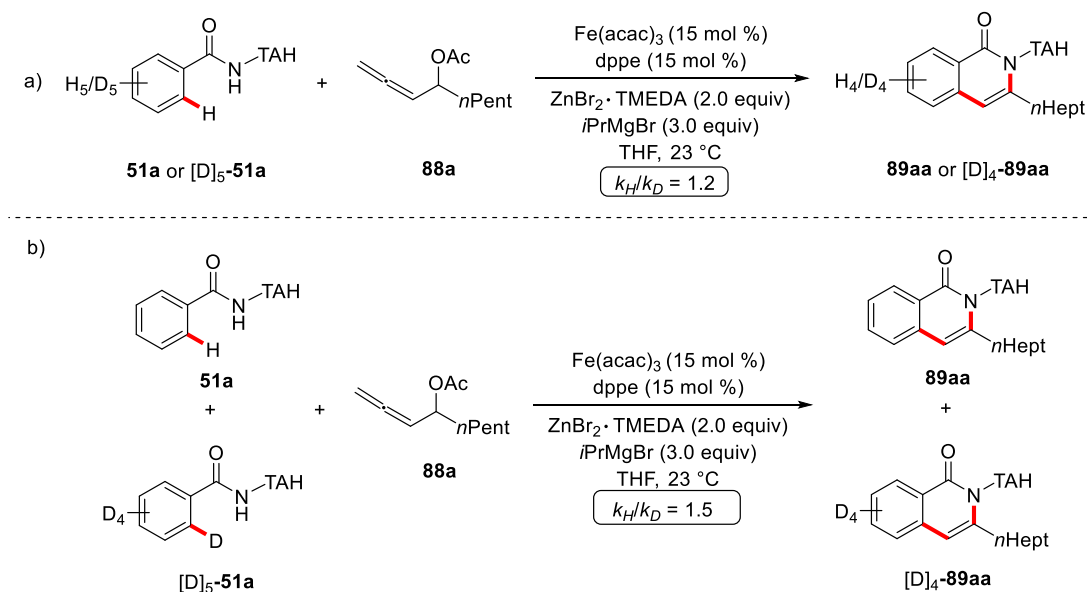 a)
H5/D5
O
N
H
TAH
H
51a or [D]5-51a
+
OAc
nPent
88a
Fe(acac)3 (15 mol %)
dppe (15 mol %)
ZnBr2 · TMEDA (2.0 equiv)
iPrMgBr (3.0 equiv)
THF, 23 °C
kH/kD = 1.2
H4/D4
O
N
TAH
nHept
89aa or [D]4-89aa
b)
O
N
H
TAH
H
51a
+
D4
O
N
H
TAH
D
[D]5-51a
+
OAc
nPent
88a
Fe(acac)3 (15 mol %)
dppe (15 mol %)
ZnBr2 · TMEDA (2.0 equiv)
iPrMgBr (3.0 equiv)
THF, 23 °C
kH/kD = 1.5
O
N
TAH
nHept
89aa
+
D4
O
N
TAH
nHept
[D]4-89aa